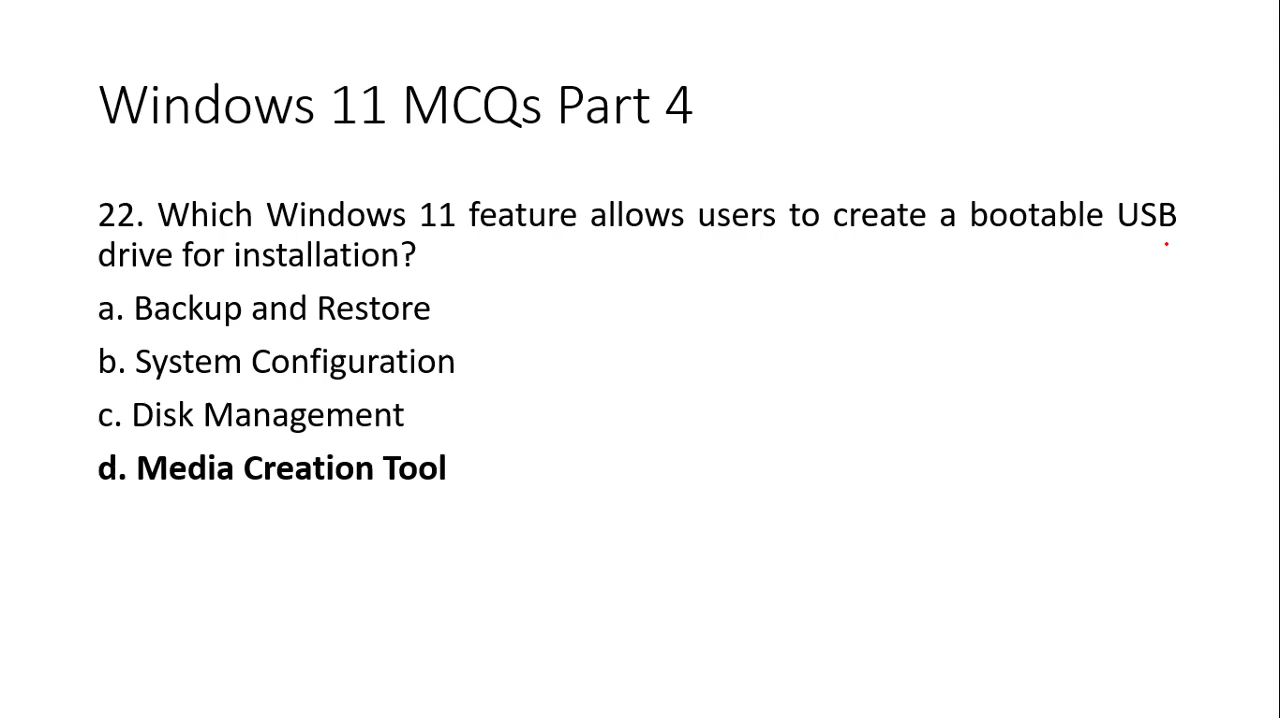 Windows 11 MCQs Part 4
22. Which Windows 11 feature allows users to create a bootable USB
drive for installation?
a. Backup and Restore
b. System Configuration
c. Disk Management
d. Media Creation Tool